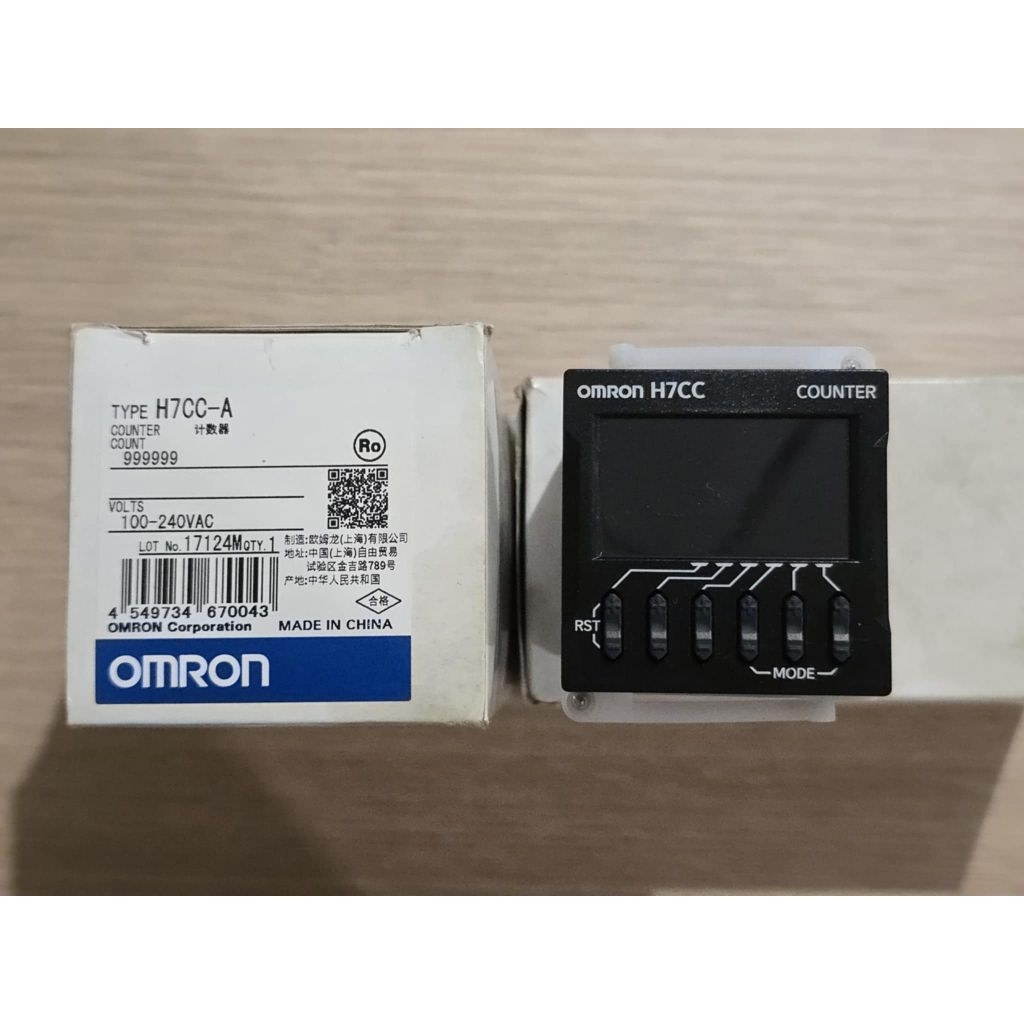 TYPE H7CC-A
COUNTER 计数器
COUNT
999999
Ro
VOLTS
100-240VAC
LOT No. 17124M QTY. 1
制造:欧姆龙(上海)有限公司
地址:中国(上海)自由贸易
试验区金吉路789号
产地:中华人民共和国
4 549734 670043
合格
OMRON Corporation
MADE IN CHINA
OMRON
OMRON H7CC COUNTER
RST
MODE